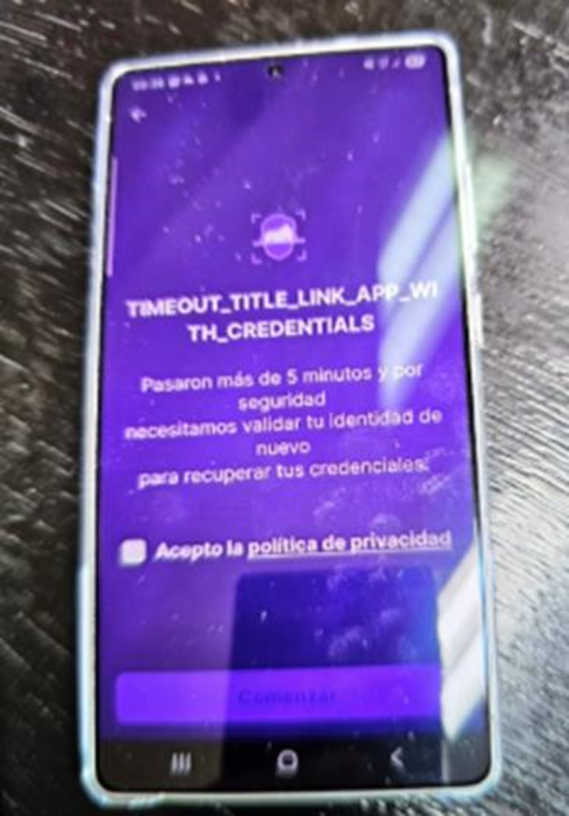 TIMEOUT_TITLE_LINK_APP_WI
TH_CREDENTIALS
Pasaron más de 5 minutos y por
seguridad
necesitamos validar tu identidad de
nuevo
para recuperar tus credenciales.
Acepto la política de privacidad
Comenzar